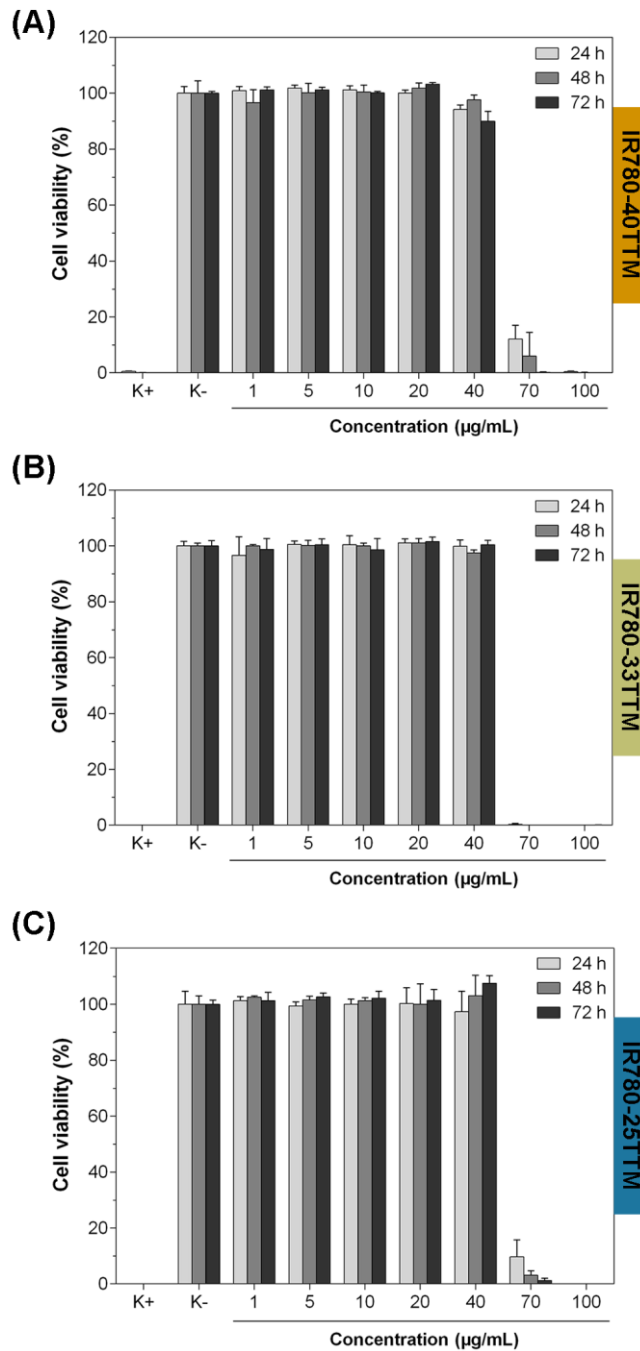 (A)
120
100
80
60
40
20
0
Cell viability (%)
24 h
48 h
72 h
K+ K- 1 5 10 20 40 70 100
Concentration (µg/mL)
IR780-40TTM
(B)
120
100
80
60
40
20
0
Cell viability (%)
24 h
48 h
72 h
K+ K- 1 5 10 20 40 70 100
Concentration (µg/mL)
IR780-33TTM
(C)
120
100
80
60
40
20
0
Cell viability (%)
24 h
48 h
72 h
K+ K- 1 5 10 20 40 70 100
Concentration (µg/mL)
IR780-25TTM